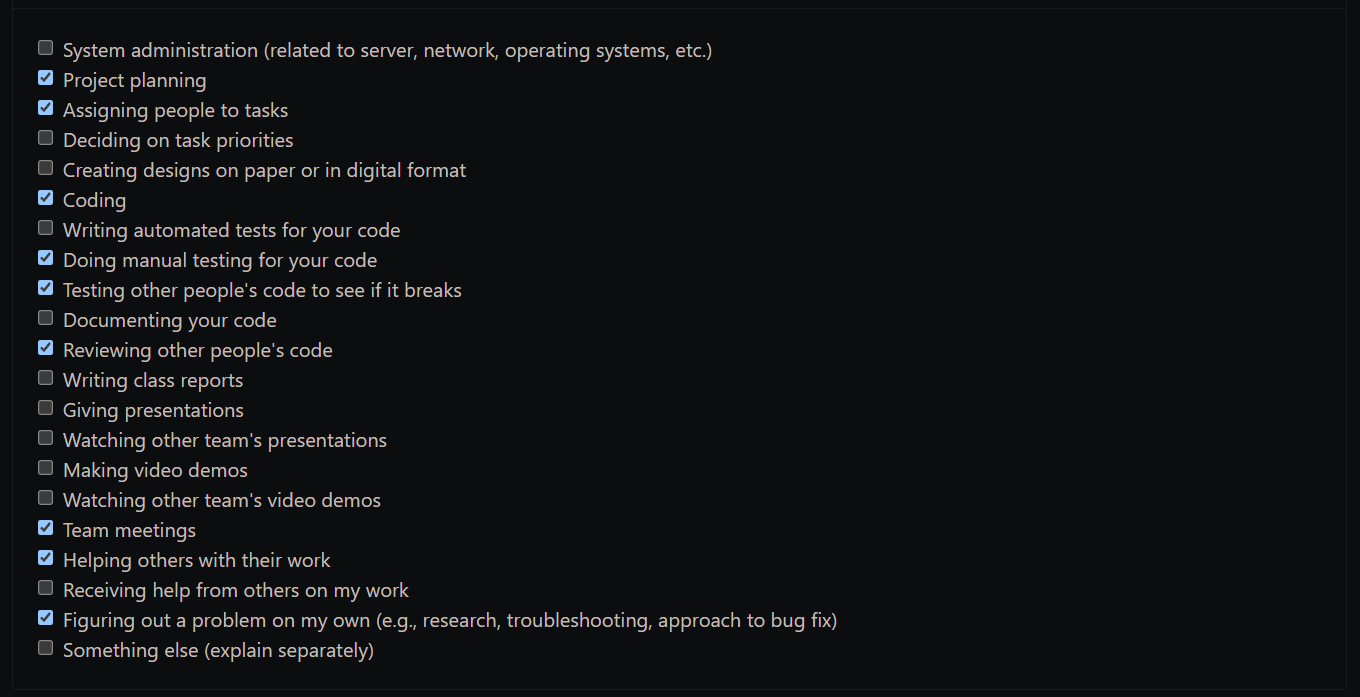 System administration (related to server, network, operating systems, etc.)
Project planning
Assigning people to tasks
Deciding on task priorities
Creating designs on paper or in digital format
Coding
Writing automated tests for your code
Doing manual testing for your code
Testing other people's code to see if it breaks
Documenting your code
Reviewing other people's code
Writing class reports
Giving presentations
Watching other team's presentations
Making video demos
Watching other team's video demos
Team meetings
Helping others with their work
Receiving help from others on my work
Figuring out a problem on my own (e.g., research, troubleshooting, approach to bug fix)
Something else (explain separately)